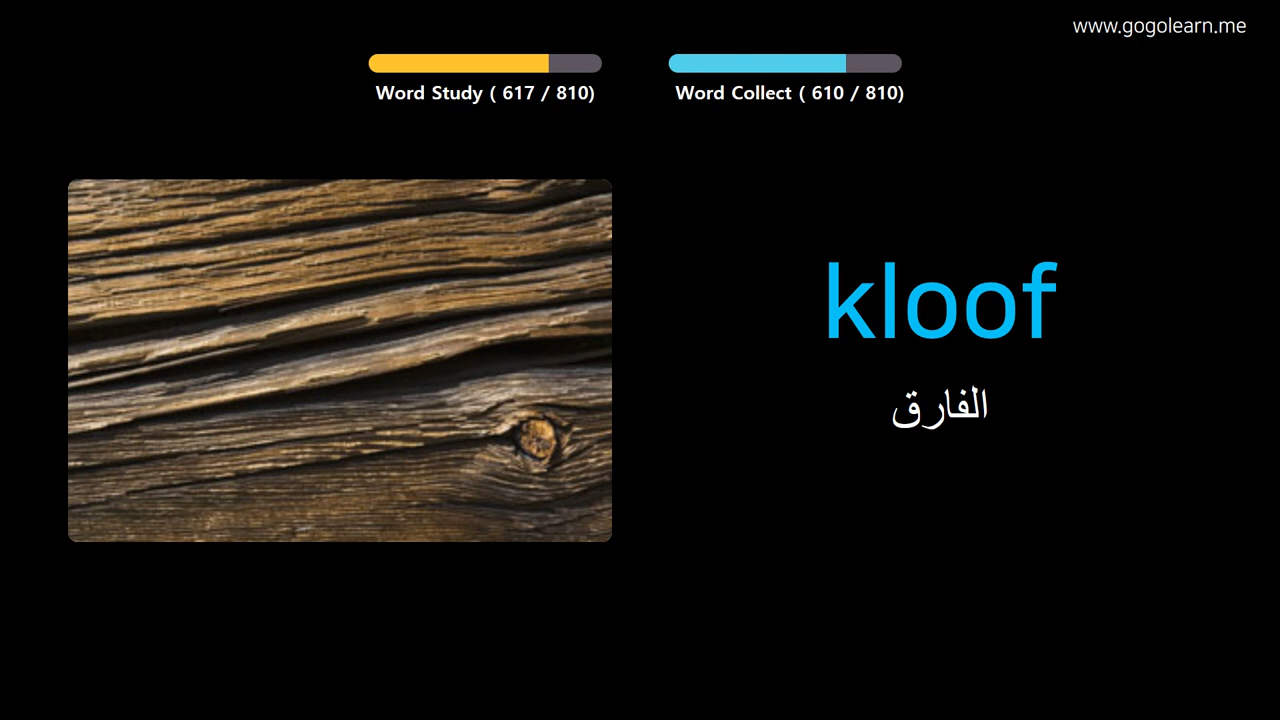 www.gogolearn.me
Word Study ( 617 / 810)
Word Collect ( 610 / 810)
kloof
الفارق